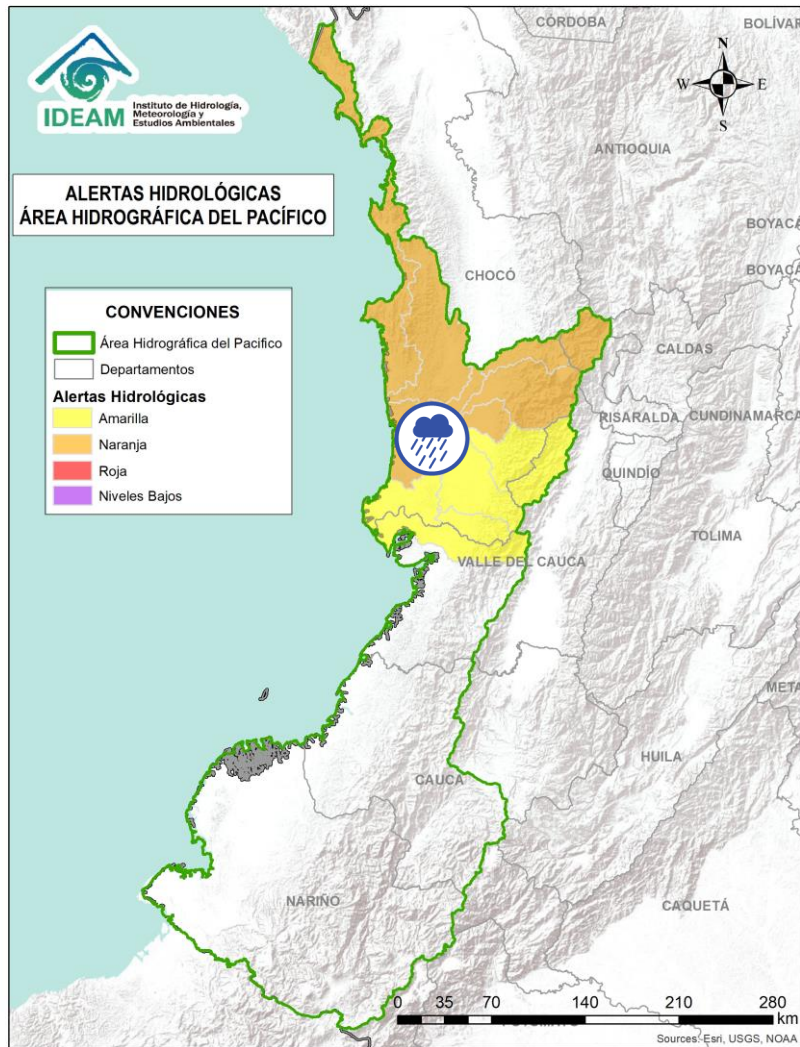 CÓRDOBA
BOLÍVAR
N
W
E
S
IDEAM
Instituto de Hidrología,
Meteorología y
Estudios Ambientales
ANTIOQUIA
ALERTAS HIDROLÓGICAS
ÁREA HIDROGRÁFICA DEL PACÍFICO
BOYACÁ
BOYACÁ
CHOCÓ
CONVENCIONES
Área Hidrográfica del Pacifico
Departamentos
Alertas Hidrológicas
Amarilla
Naranja
Roja
Niveles Bajos
CALDAS
RISARALDA
CUNDINAMARCA
QUINDÍO
TOLIMA
VALLE DEL CAUCA
META
HUILA
CAUCA
NARIÑO
CAQUETÁ
0 35 70 140 210 280
km
Sources: Esri, USGS, NOAA